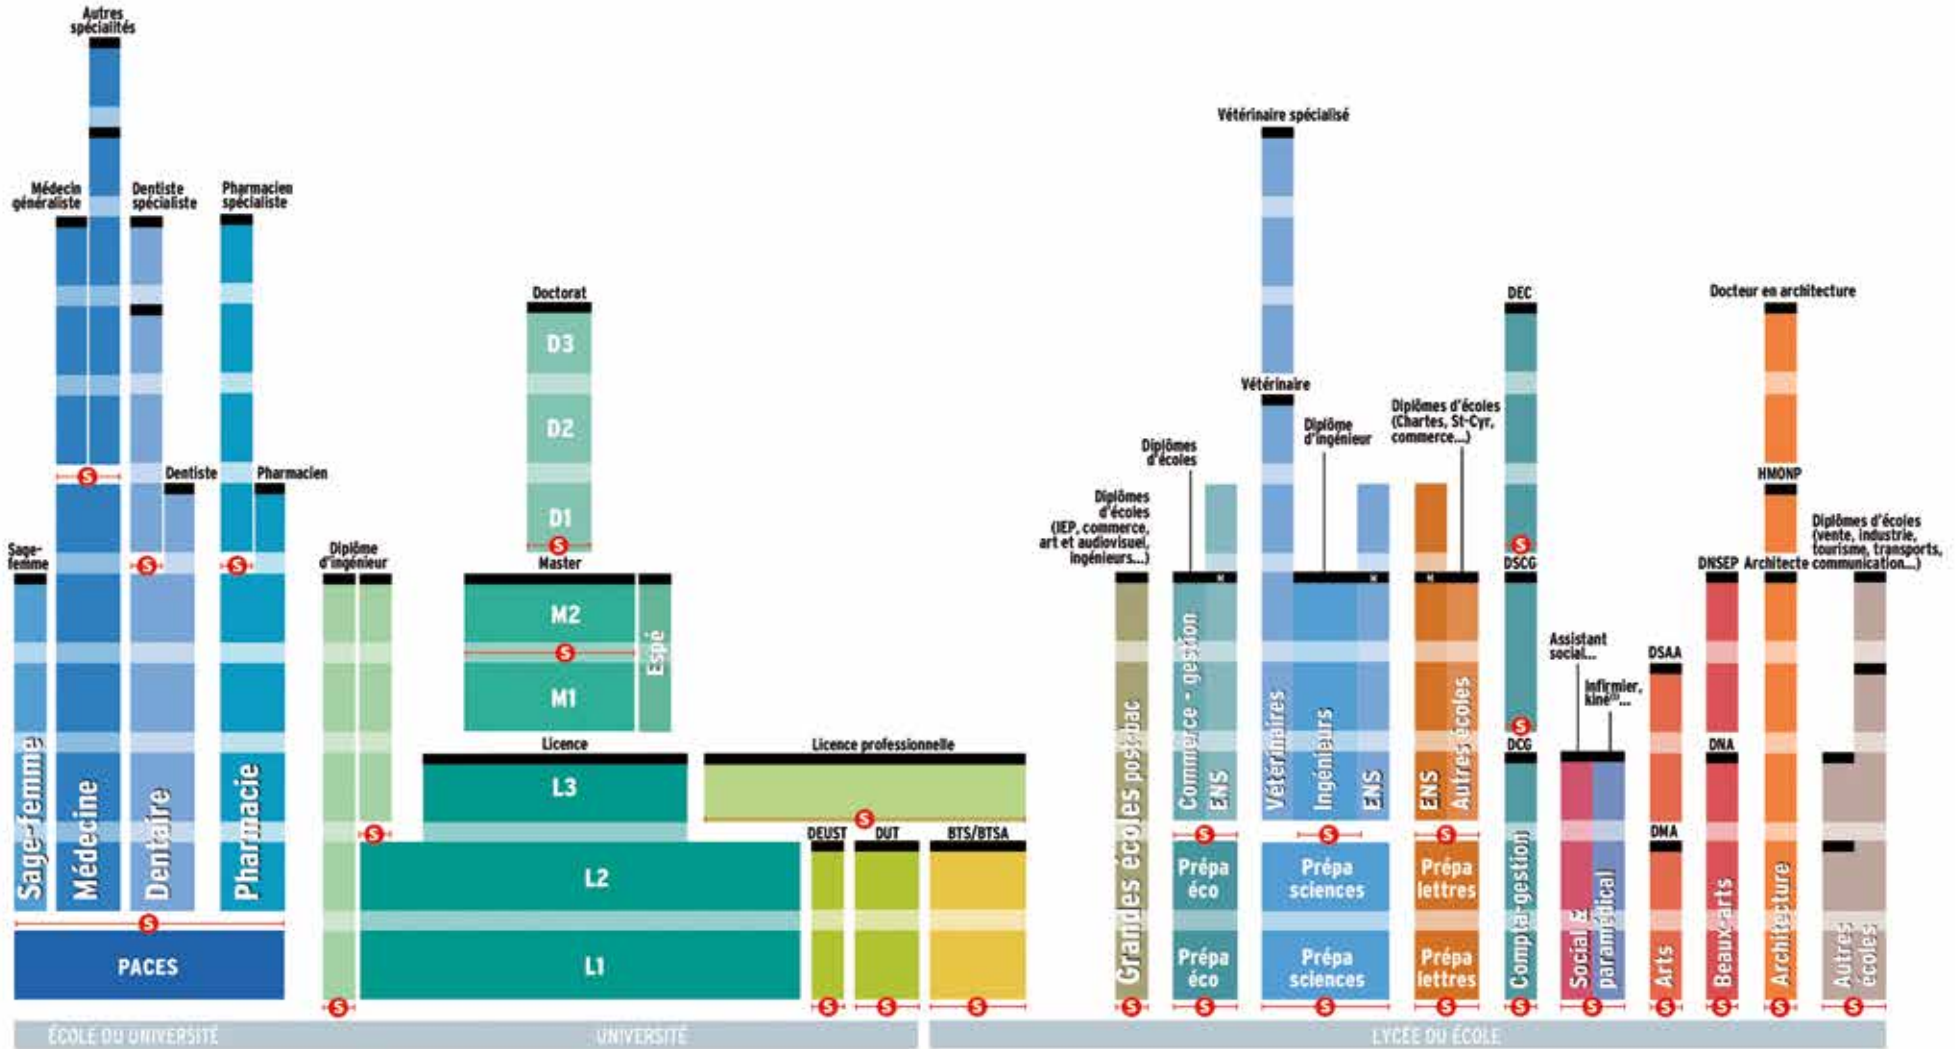 Autres
spécialités
Médecin
généraliste
Dentiste
spécialiste
Pharmacien
spécialiste
Vétérinaire spécialisé
Doctorat
D3
D2
D1
S
DEC
Docteur en architecture
Vétérinaire
Diplômes
d'écoles
Diplôme
d'ingénieur
Diplômes d'écoles
(Chartes, St-Cyr,
commerce...)
S
Dentiste
Pharmacien
HMONP
Diplômes
d'écoles
(IEP, commerce,
art et audiovisuel,
ingénieurs...)
Diplômes d'écoles
(vente, industrie,
tourisme, transports,
communication...)
Sage-
femme
S
S
Diplôme
d'ingénieur
Master
S
DSCG
DNSEP
Architecte
M2
S
M1
Espé
Assistant
social...
Infirmier,
kiné
DSAA
S
Licence
L3
Licence professionnelle
S
DCG
DNA
Sage-femme
Médecine
Dentaire
Pharmacie
S
DEUST
DUT
BTS/BTSA
Grandes écoles post-bac
Commerce - gestion
ENS
Vétérinaires
Ingénieurs
ENS
ENS
Autres écoles
S
S
S
DMA
L2
L1
S
PACES
Prépa
éco
Prépa
sciences
Prépa
lettres
Prépa
éco
Prépa
sciences
Prépa
lettres
Compta-gestion
Social &
paramédical
Arts
Beaux-arts
Architecture
Autres
écoles
S
S
S
S
S
S
S
S
S
S
S
S
S
S
ÉCOLE DU UNIVERSITÉ
UNIVERSITÉ
LYCÉE DU ÉCOLE